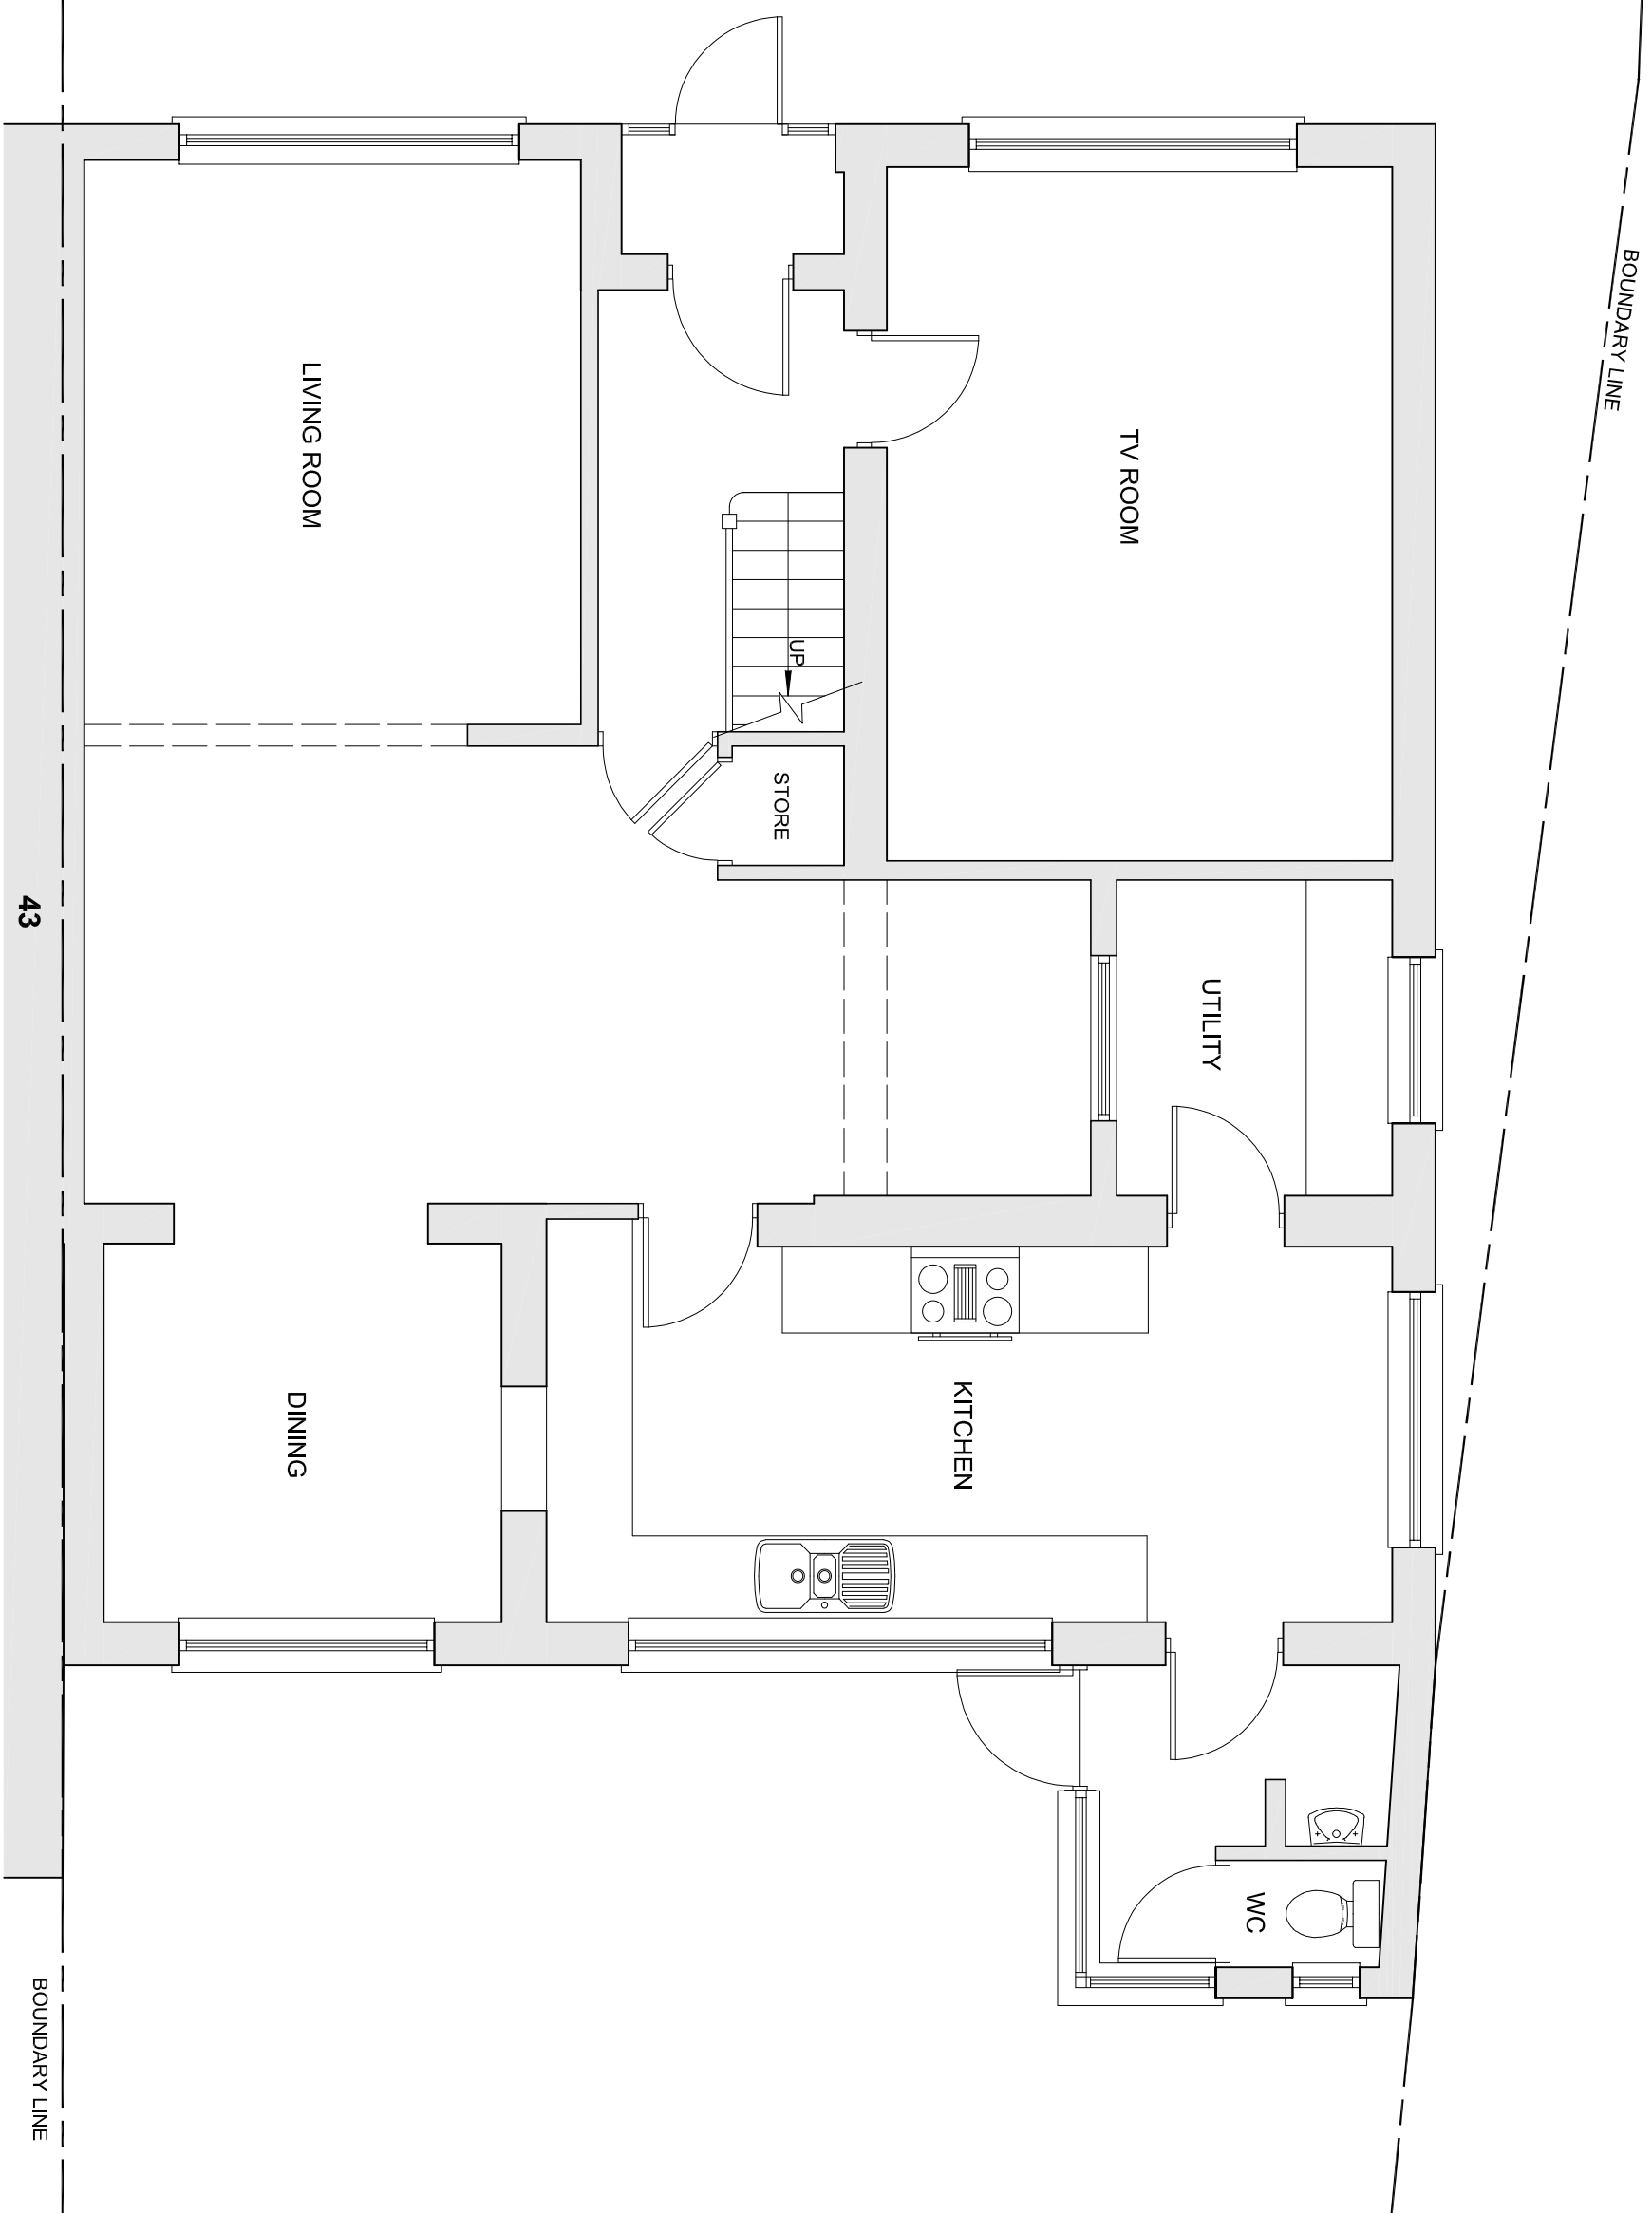 BOUNDARY LINE
LIVING ROOM
TV ROOM
UP
STORE
43
UTILITY
DINING
KITCHEN
WC
BOUNDARY LINE